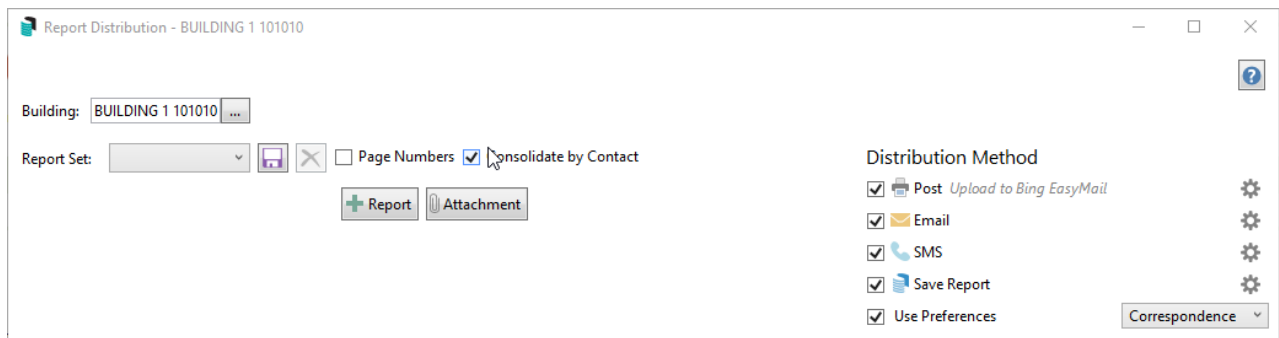 Report Distribution - BUILDING 1 101010
?
Building: BUILDING 1 101010 ...
Report Set: Page Numbers Consolidate by Contact
Report Attachment
Distribution Method
Post Upload to Bing EasyMail
Email
SMS
Save Report
Use Preferences Correspondence